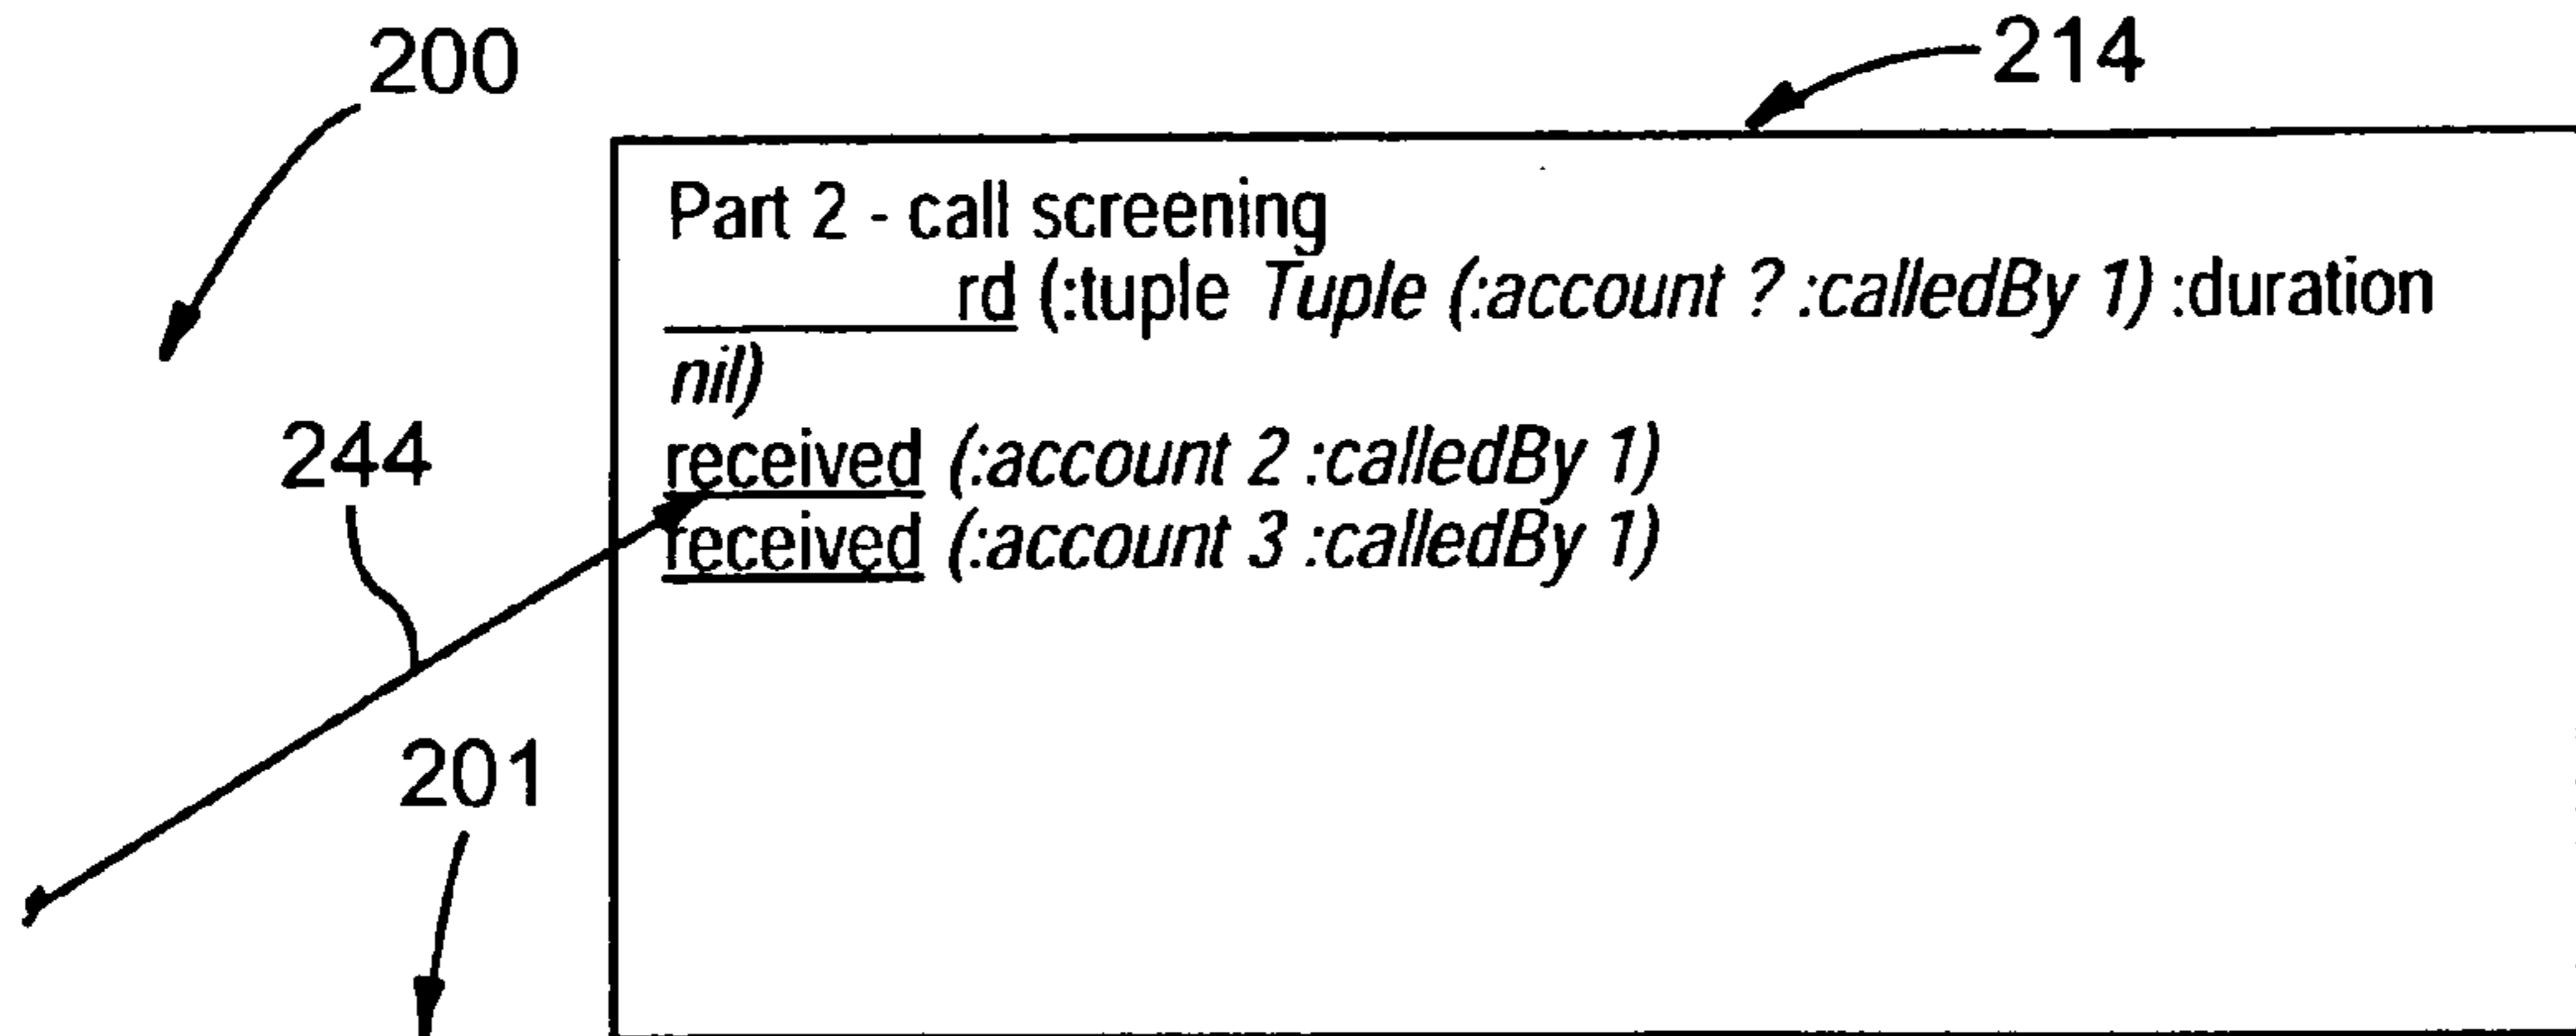 200
214
Part 2 - call screening
rd (:tuple Tuple (:account ? :calledBy 1) :duration
nil)
244
received (:account 2 :calledBy 1)
received (:account 3 :calledBy 1)
201